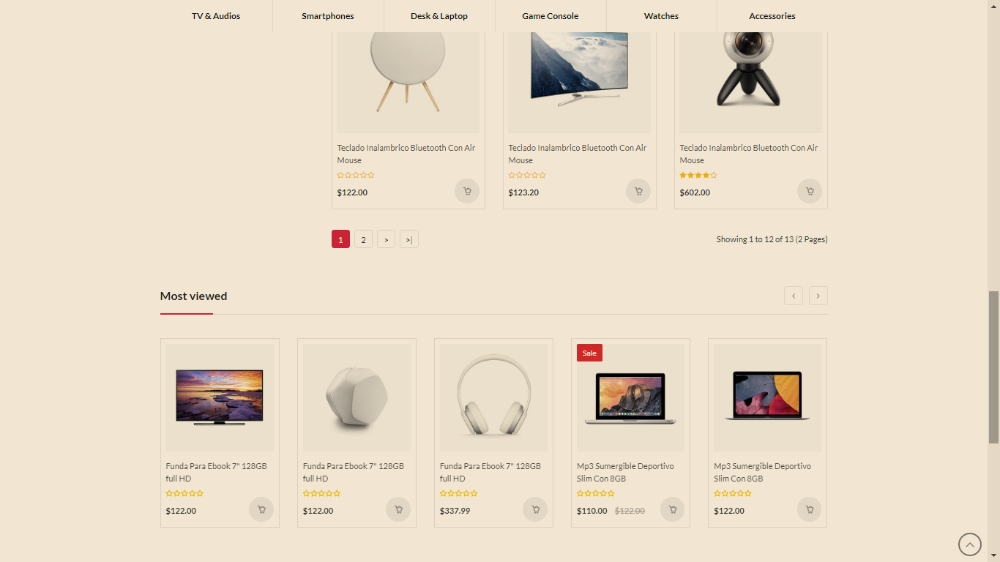 TV & Audios
Smartphones
Desk & Laptop
Game Console
Watches
Accessories
Teclado Inalambrico Bluetooth Con Air
Mouse
$122.00
Teclado Inalambrico Bluetooth Con Air
Mouse
$123.20
Teclado Inalambrico Bluetooth Con Air
Mouse
$602.00
1
2
>
>|
Showing 1 to 12 of 13 (2 Pages)
Most viewed
Funda Para Ebook 7" 128GB
full HD
$122.00
Funda Para Ebook 7" 128GB
full HD
$122.00
Funda Para Ebook 7" 128GB
full HD
$337.99
Sale
Mp3 Sumergible Deportivo
Slim Con 8GB
$110.00 $122.00
Mp3 Sumergible Deportivo
Slim Con 8GB
$122.00